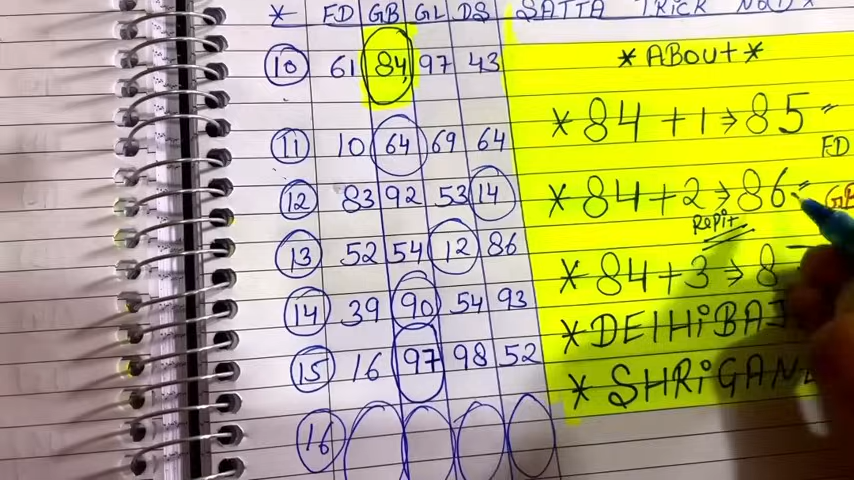 * FD GB GL DS SATTA TRICK
10 61 84 97 43
11 10 64 69 64
12 83 92 53 14
13 52 54 12 86
14 39 90 54 93
15 16 97 98 52
16
* ABOUT *
* 84 + 1 → 85
FD
* 84 + 2 → 86
GB
REPiT
* 84 + 3 → 8
* DElHiBA
* SHRiGAN